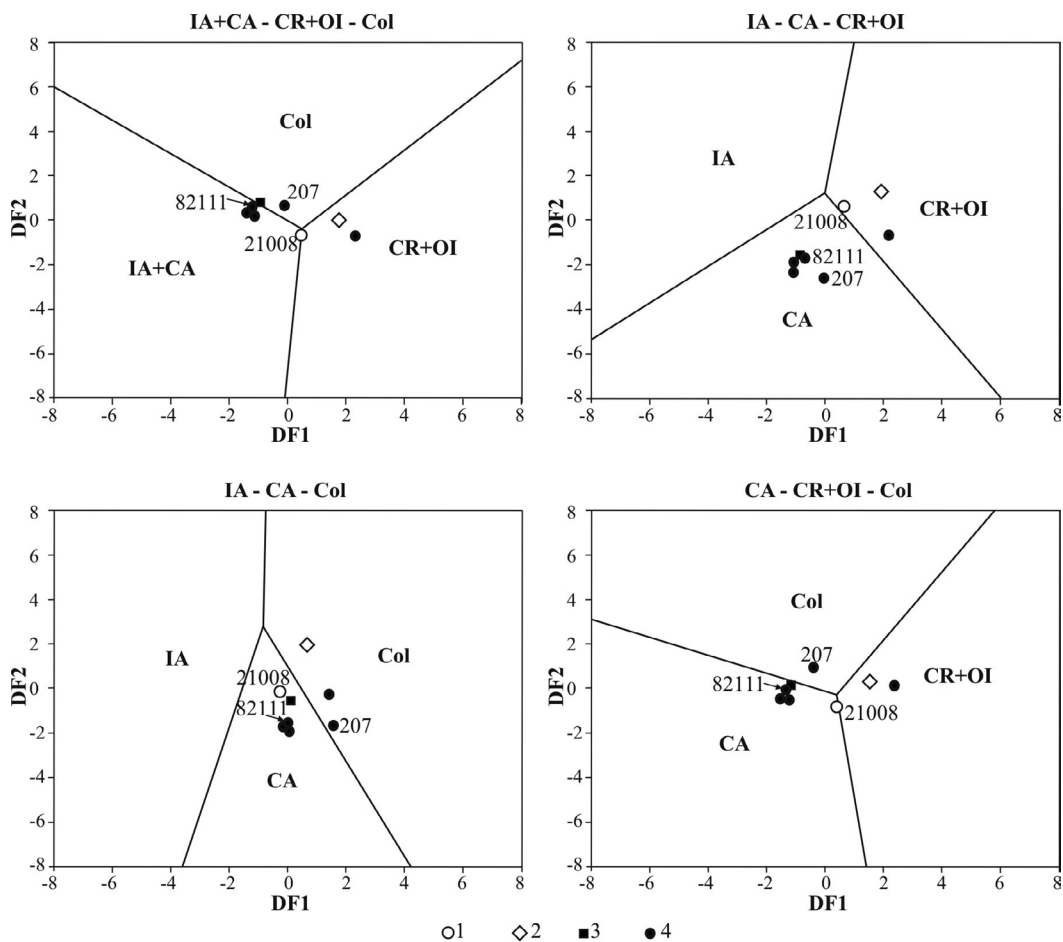 IA+CA - CR+OI - Col
8
6
4
2
0
-2
-4
-6
-8
DF2
Col
82111
207
21008
IA+CA
CR+OI
-8 -6 -4 -2 0 2 4 6 8
DF1
IA - CA - CR+OI
8
6
4
2
0
-2
-4
-6
-8
DF2
IA
21008
CR+OI
82111
207
CA
-8 -6 -4 -2 0 2 4 6 8
DF1
IA - CA - Col
8
6
4
2
0
-2
-4
-6
-8
DF2
IA
Col
21008
82111
207
CA
-8 -6 -4 -2 0 2 4 6 8
DF1
CA - CR+OI - Col
8
6
4
2
0
-2
-4
-6
-8
DF2
Col
207
82111
CR+OI
21008
CA
-8 -6 -4 -2 0 2 4 6 8
DF1
1 2 3 4